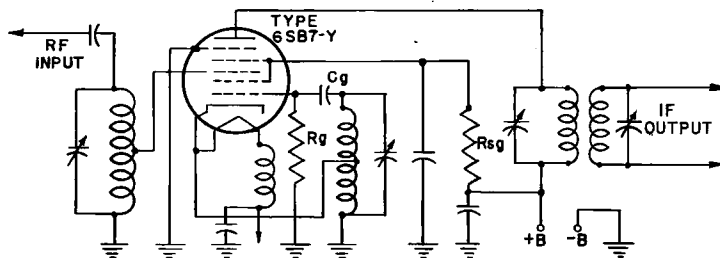 TYPE
6SB7-Y
RF
INPUT
Cg
Rg
Rsg
IF
OUTPUT
+B
-B